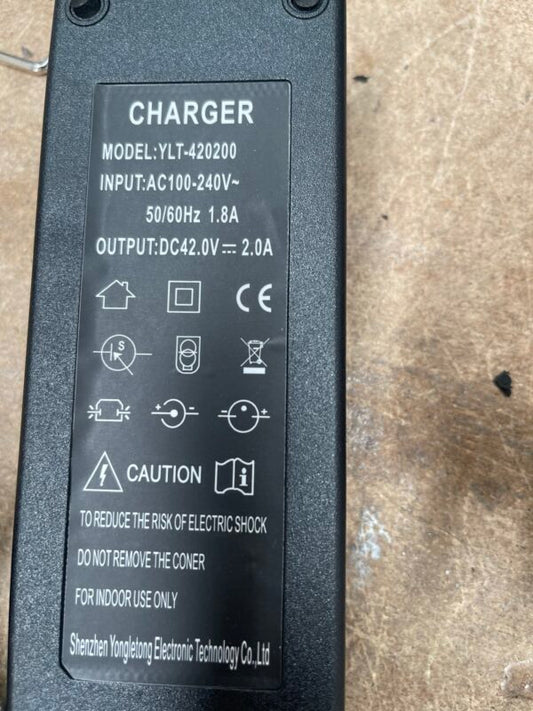 CHARGER
MODEL:YLT-420200
INPUT:AC100-240V~
50/60Hz 1.8A
OUTPUT:DC42.0V⎓2.0A
CE
S
- +
- +
CAUTION i
TO REDUCE THE RISK OF ELECTRIC SHOCK
DO NOT REMOVE THE CONER
FOR INDOOR USE ONLY
Shenzhen Yongletong Electronic Technology Co.,Ltd